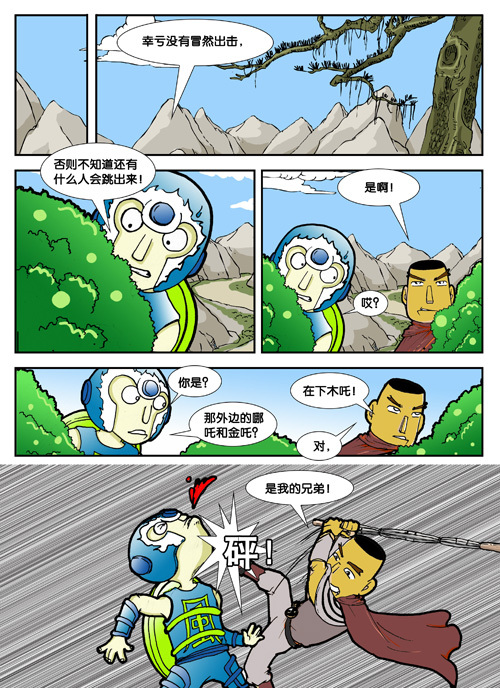 幸亏没有冒然出击，
否则不知道还有
什么人会跳出来！
是啊！
哎？
你是？
在下木吒！
那外边的哪
吒和金吒？
对，
是我的兄弟！
砰！
風